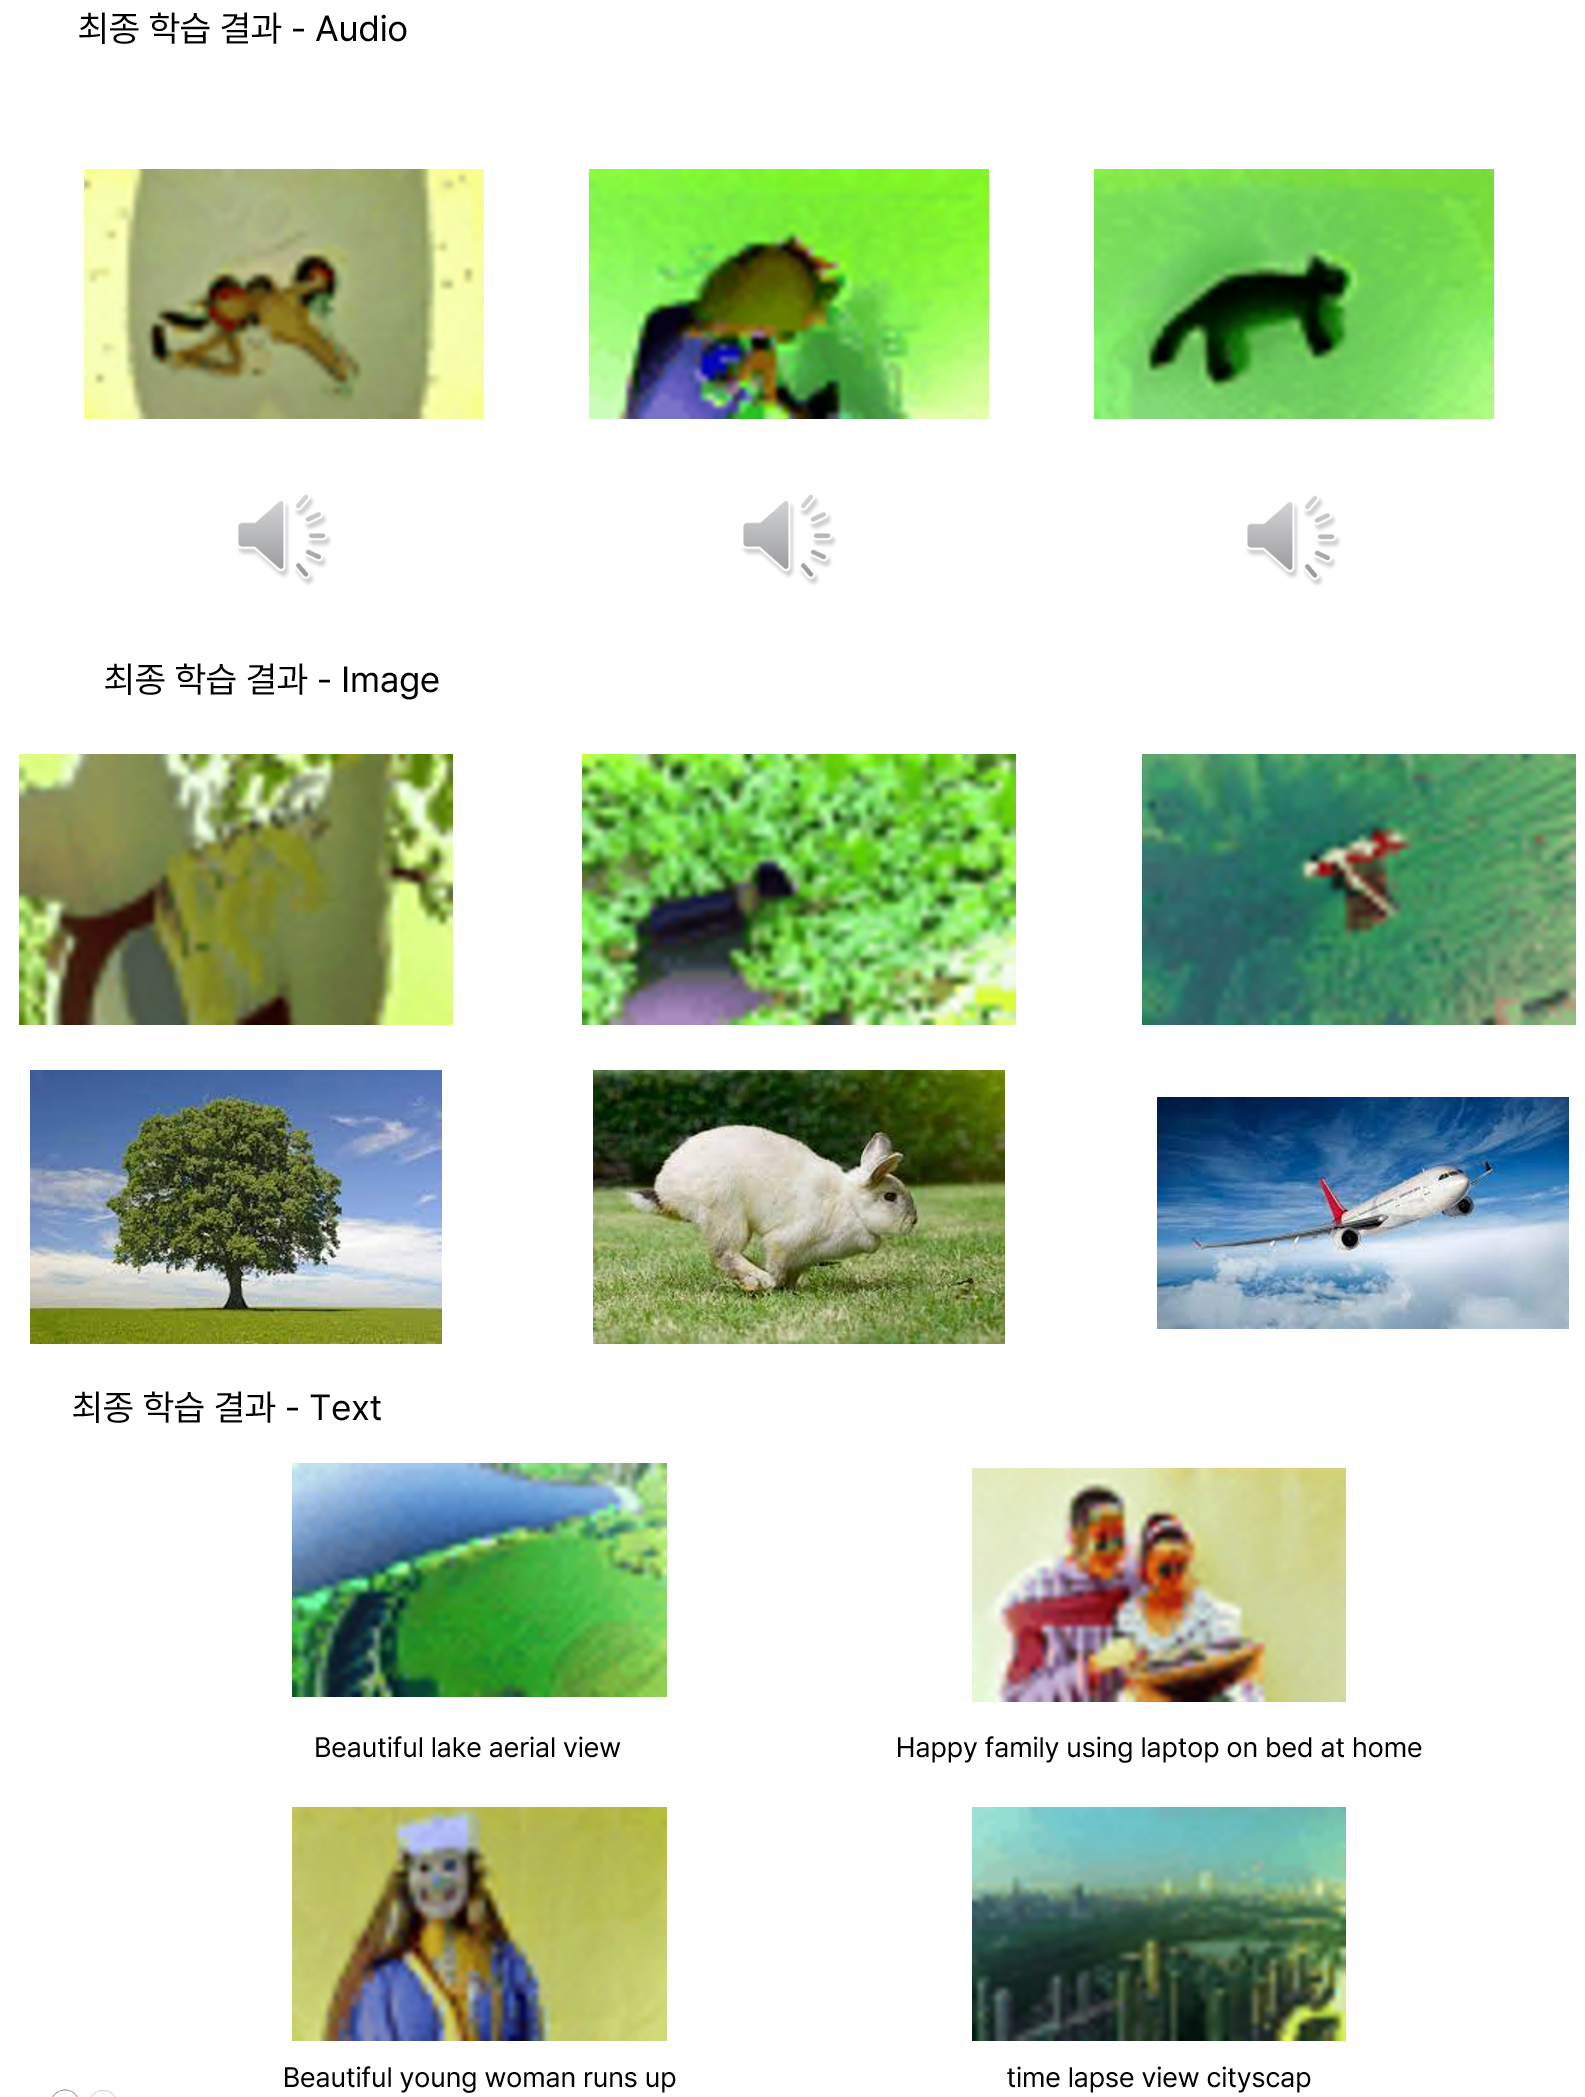 최종 학습 결과 - Audio
최종 학습 결과 - Image
최종 학습 결과 - Text
Beautiful lake aerial view
Happy family using laptop on bed at home
Beautiful young woman runs up
time lapse view cityscap